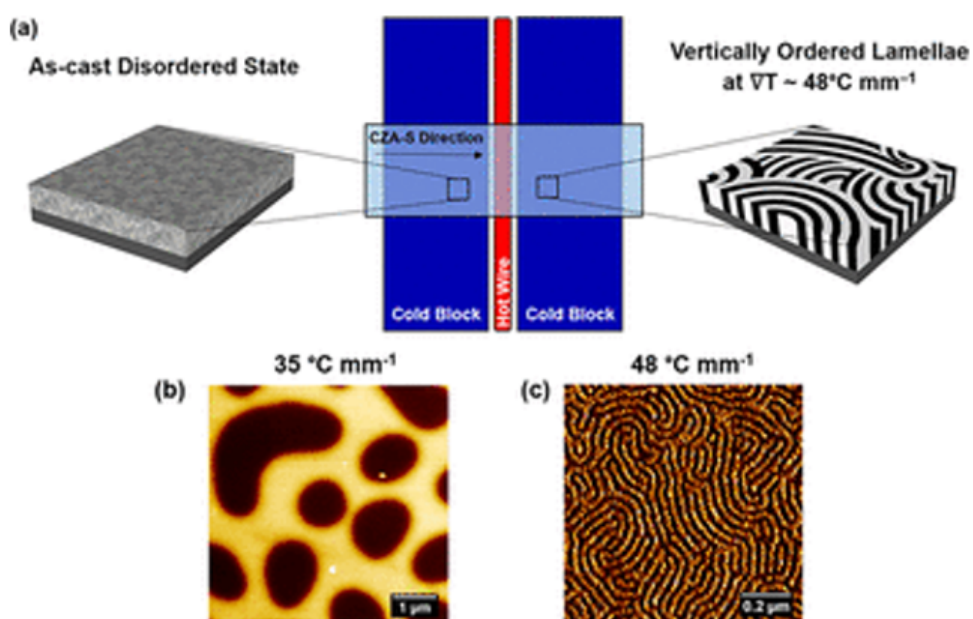 (a)
As-cast Disordered State
Vertically Ordered Lamellae
at ∇T ~ 48°C mm⁻¹
CZA-S Direction
Hot Wire
Cold Block
Cold Block
35 °C mm⁻¹
48 °C mm⁻¹
(b)
(c)
1 µm
0.2 µm